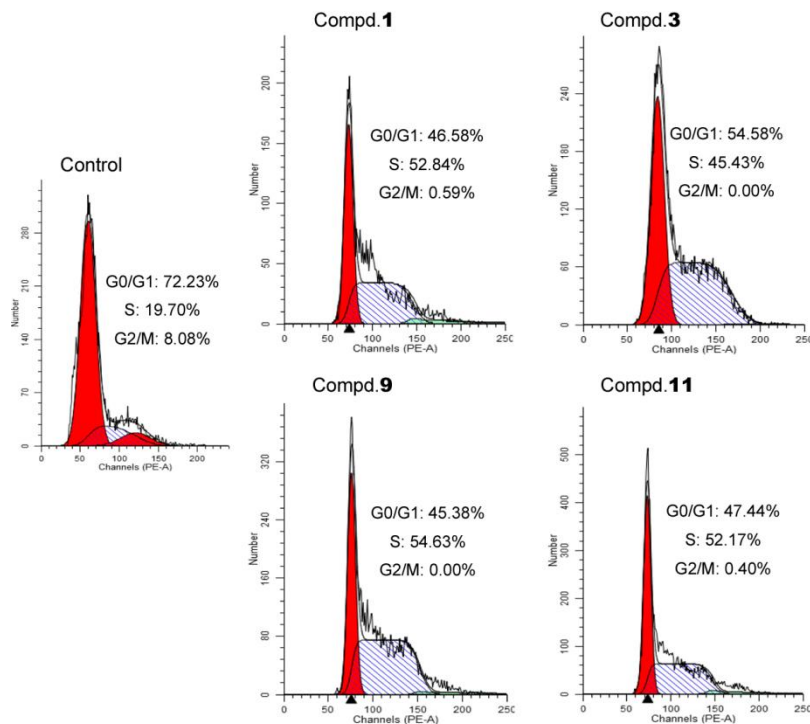 Control
280
210
140
70
0
Number
G0/G1: 72.23%
S: 19.70%
G2/M: 8.08%
0 50 100 150 200
Channels (PE-A)
Compd.1
200
150
100
50
0
Number
G0/G1: 46.58%
S: 52.84%
G2/M: 0.59%
0 50 100 150 200 250
Channels (PE-A)
Compd.3
240
180
120
60
0
Number
G0/G1: 54.58%
S: 45.43%
G2/M: 0.00%
0 50 100 150 200 250
Channels (PE-A)
Compd.9
320
240
160
80
0
Number
G0/G1: 45.38%
S: 54.63%
G2/M: 0.00%
0 50 100 150 200 250
Channels (PE-A)
Compd.11
500
400
300
200
100
0
Number
G0/G1: 47.44%
S: 52.17%
G2/M: 0.40%
0 50 100 150 200 250
Channels (PE-A)